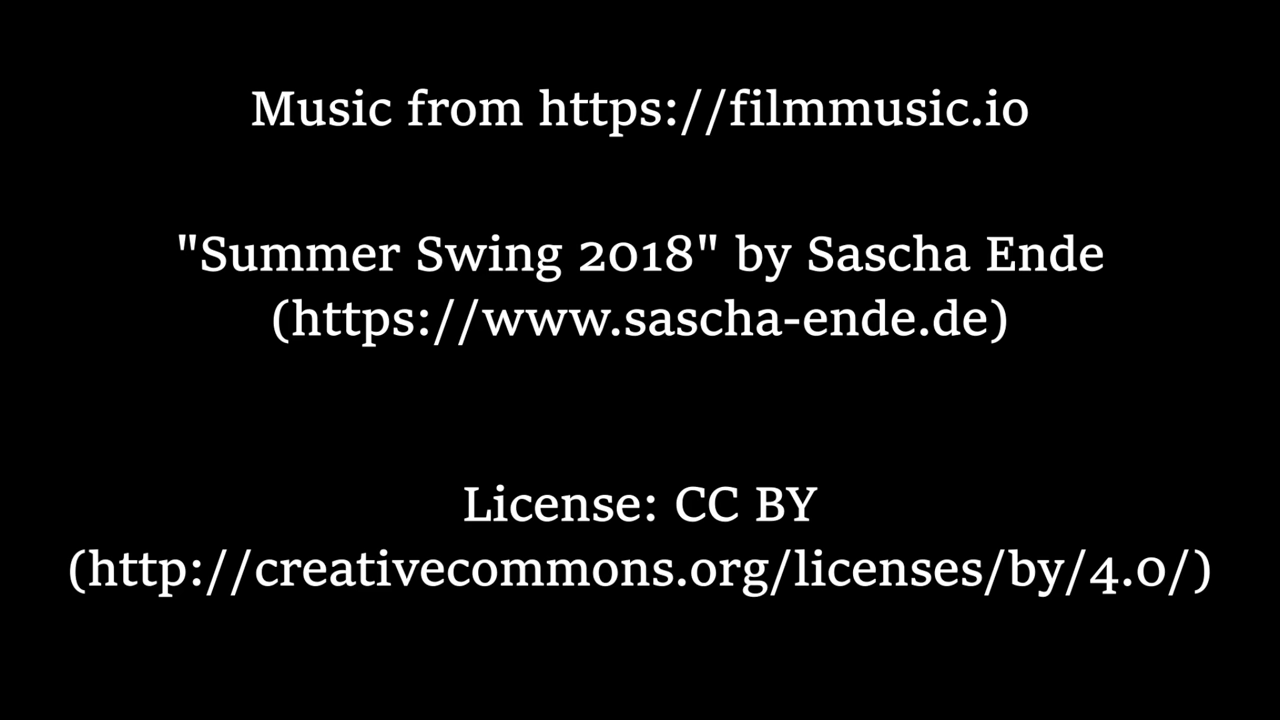 Music from https://filmmusic.io
"Summer Swing 2018" by Sascha Ende
(https://www.sascha-ende.de)
License: CC BY
(http://creativecommons.org/licenses/by/4.0/)